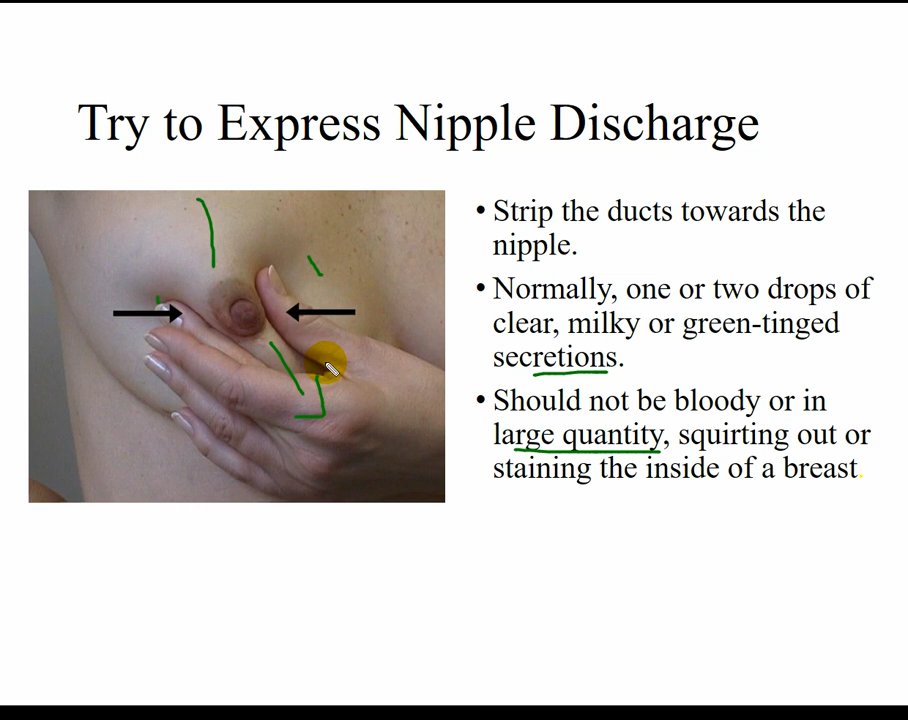 Try to Express Nipple Discharge
• Strip the ducts towards the
nipple.
• Normally, one or two drops of
clear, milky or green-tinged
secretions.
• Should not be bloody or in
large quantity, squirting out or
staining the inside of a breast.